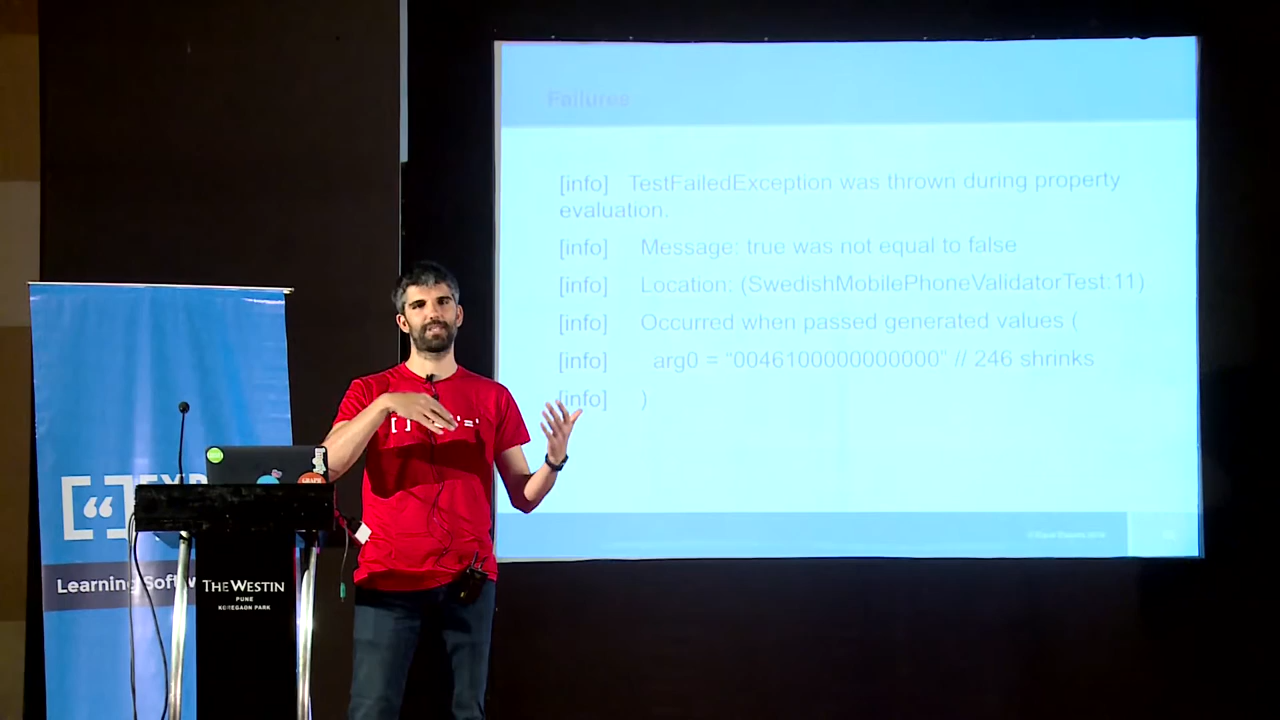 Failures
[info] TestFailedException was thrown during property
evaluation.
[info] Message: true was not equal to false
[info] Location: (SwedishMobilePhoneValidatorTest:11)
[info] Occurred when passed generated values (
[info] arg0 = “0046100000000000” // 246 shrinks
[info] )
[“]
Learning Softw
THE WESTIN
PUNE
KOREGAON PARK